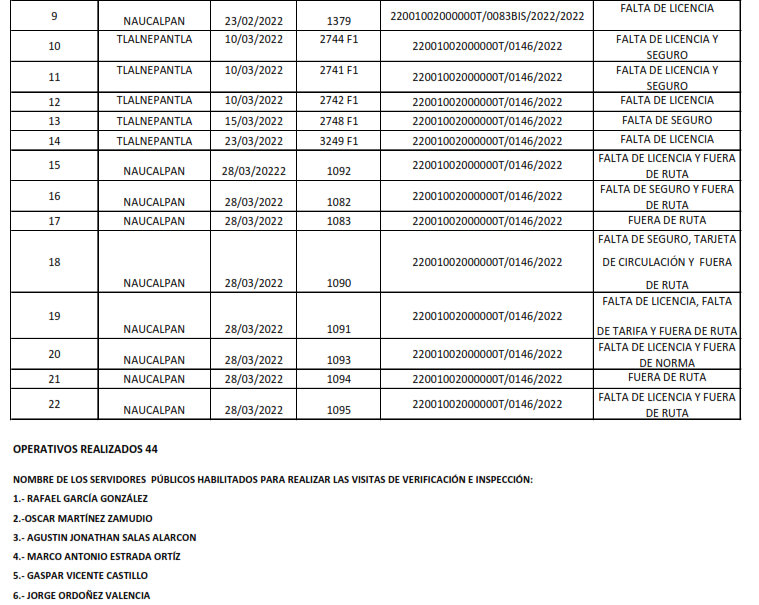 9 NAUCALPAN 23/02/2022 1379 22001002000000T/0083BIS/2022/2022 FALTA DE LICENCIA
10 TLALNEPANTLA 10/03/2022 2744 F1 22001002000000T/0146/2022 FALTA DE LICENCIA Y
SEGURO
11 TLALNEPANTLA 10/03/2022 2741 F1 22001002000000T/0146/2022 FALTA DE LICENCIA Y
SEGURO
12 TLALNEPANTLA 10/03/2022 2742 F1 22001002000000T/0146/2022 FALTA DE LICENCIA
13 TLALNEPANTLA 15/03/2022 2748 F1 22001002000000T/0146/2022 FALTA DE SEGURO
14 TLALNEPANTLA 23/03/2022 3249 F1 22001002000000T/0146/2022 FALTA DE LICENCIA
15 NAUCALPAN 28/03/20222 1092 22001002000000T/0146/2022 FALTA DE LICENCIA Y FUERA
DE RUTA
16 NAUCALPAN 28/03/2022 1082 22001002000000T/0146/2022 FALTA DE SEGURO Y FUERA
DE RUTA
17 NAUCALPAN 28/03/2022 1083 22001002000000T/0146/2022 FUERA DE RUTA
18 NAUCALPAN 28/03/2022 1090 22001002000000T/0146/2022 FALTA DE SEGURO, TARJETA
DE CIRCULACIÓN Y FUERA
DE RUTA
19 NAUCALPAN 28/03/2022 1091 22001002000000T/0146/2022 FALTA DE LICENCIA, FALTA
DE TARIFA Y FUERA DE RUTA
20 NAUCALPAN 28/03/2022 1093 22001002000000T/0146/2022 FALTA DE LICENCIA Y FUERA
DE NORMA
21 NAUCALPAN 28/03/2022 1094 22001002000000T/0146/2022 FUERA DE RUTA
22 NAUCALPAN 28/03/2022 1095 22001002000000T/0146/2022 FALTA DE LICENCIA Y FUERA
DE RUTA
OPERATIVOS REALIZADOS 44
NOMBRE DE LOS SERVIDORES PÚBLICOS HABILITADOS PARA REALIZAR LAS VISITAS DE VERIFICACIÓN E INSPECCIÓN:
1.- RAFAEL GARCÍA GONZÁLEZ
2.-OSCAR MARTÍNEZ ZAMUDIO
3.- AGUSTIN JONATHAN SALAS ALARCON
4.- MARCO ANTONIO ESTRADA ORTÍZ
5.- GASPAR VICENTE CASTILLO
6.- JORGE ORDOÑEZ VALENCIA